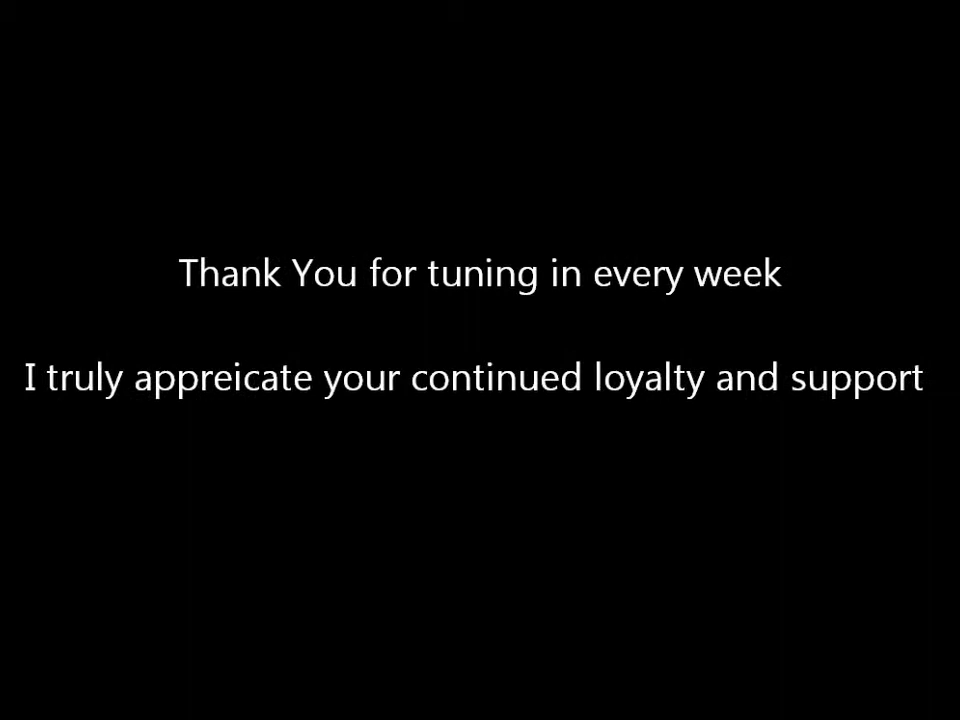 Thank You for tuning in every week
I truly appreicate your continued loyalty and support